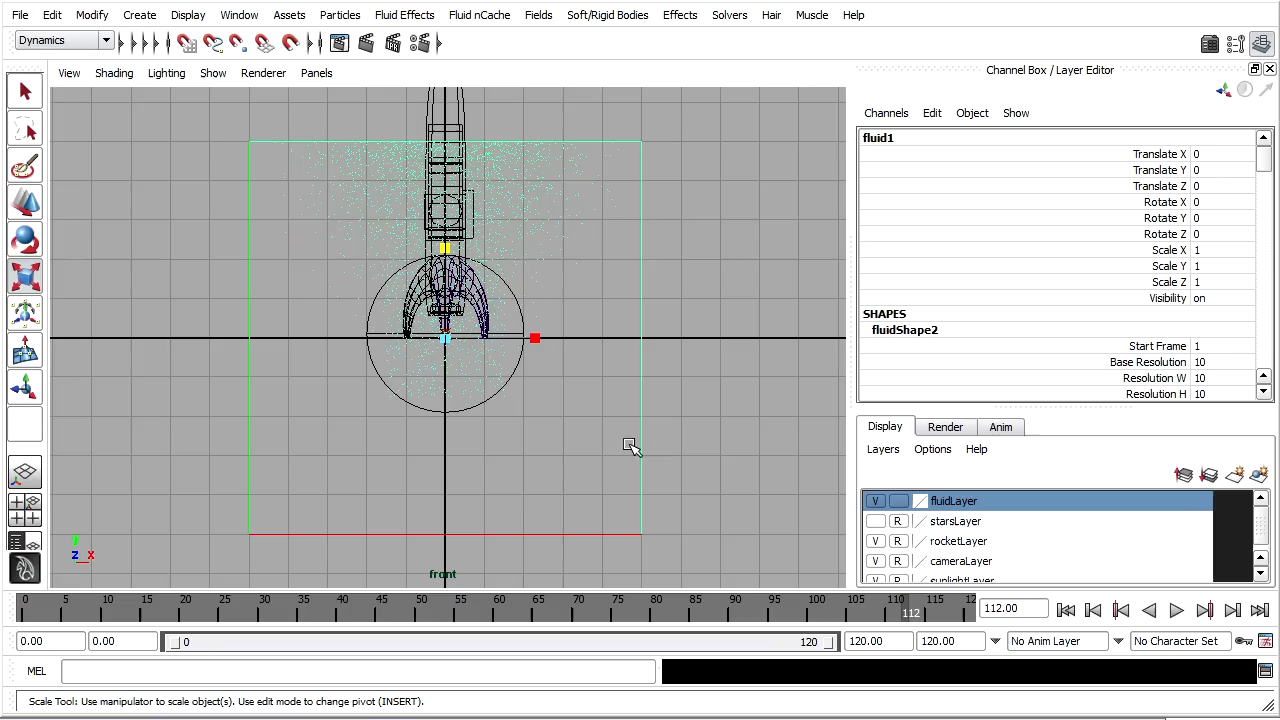 File Edit Modify Create Display Window Assets Particles Fluid Effects Fluid nCache Fields Soft/Rigid Bodies Effects Solvers Hair Muscle Help
Dynamics
Channel Box / Layer Editor
View Shading Lighting Show Renderer Panels
Channels Edit Object Show
fluid1
Translate X 0
Translate Y 0
Translate Z 0
Rotate X 0
Rotate Y 0
Rotate Z 0
Scale X 1
Scale Y 1
Scale Z 1
Visibility on
SHAPES
fluidShape2
Start Frame 1
Base Resolution 10
Resolution W 10
Resolution H 10
Display Render Anim
Layers Options Help
V fluidLayer
R starsLayer
V R rocketLayer
V R cameraLayer
V R sunlightLayer
y
z x
front
0 5 10 15 20 25 30 35 40 45 50 55 60 65 70 75 80 85 90 95 100 105 110 115 12
112
112.00
0.00 0.00 0 120 120.00 120.00 No Anim Layer No Character Set
MEL
Scale Tool: Use manipulator to scale object(s). Use edit mode to change pivot (INSERT).